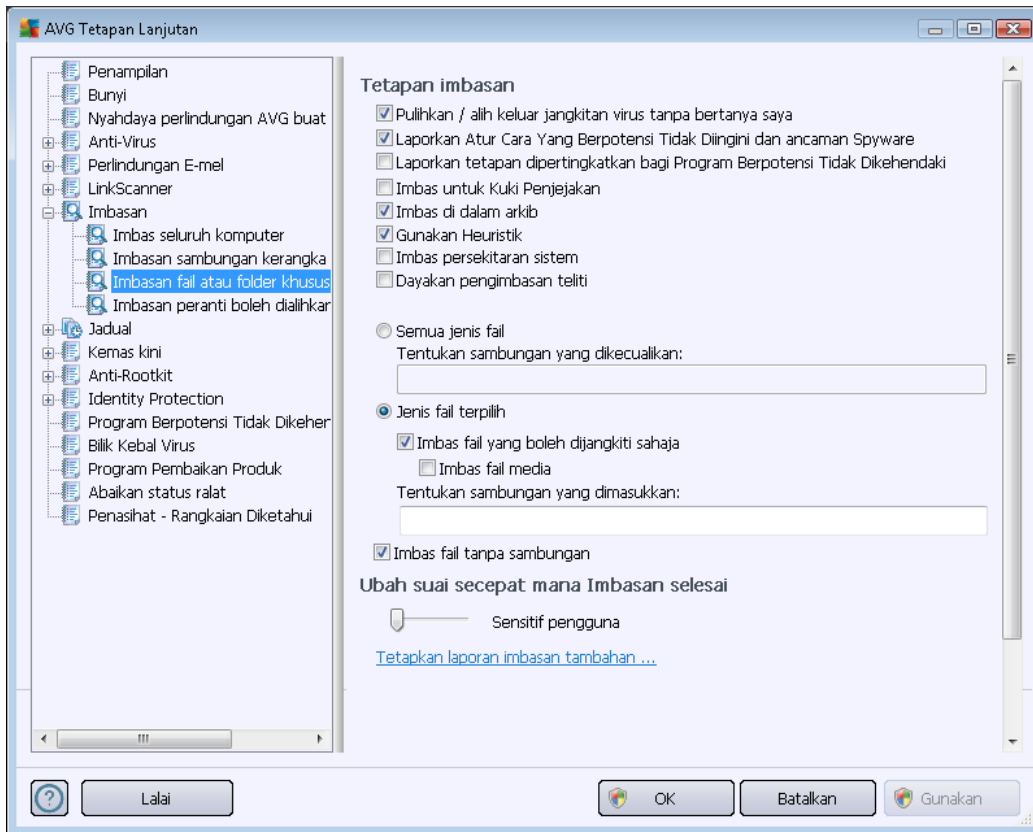 AVG Tetapan Lanjutan
Penampilan
Bunyi
Nyahdaya perlindungan AVG buat
Anti-Virus
Perlindungan E-mel
LinkScanner
Imbasan
Imbas seluruh komputer
Imbasan sambungan kerangka
Imbasan fail atau folder khusus
Imbasan peranti boleh dialihkan
Jadual
Kemas kini
Anti-Rootkit
Identity Protection
Program Berpotensi Tidak Dikeher
Bilik Kebal Virus
Program Pembaikan Produk
Abaikan status ralat
Penasihat - Rangkaian Diketahui
Tetapan imbasan
Pulihkan / alih keluar jangkitan virus tanpa bertanya saya
Laporkan Atur Cara Yang Berpotensi Tidak Diingini dan ancaman Spyware
Laporkan tetapan dipertingkatkan bagi Program Berpotensi Tidak Dikehendaki
Imbas untuk Kuki Penjejakan
Imbas di dalam arkib
Gunakan Heuristik
Imbas persekitaran sistem
Dayakan pengimbasan teliti
Semua jenis fail
Tentukan sambungan yang dikecualikan:
Jenis fail terpilih
Imbas fail yang boleh dijangkiti sahaja
Imbas fail media
Tentukan sambungan yang dimasukkan:
Imbas fail tanpa sambungan
Ubah suai secepat mana Imbasan selesai
Sensitif pengguna
Tetapkan laporan imbasan tambahan ...
Lalai
OK
Batalkan
Gunakan